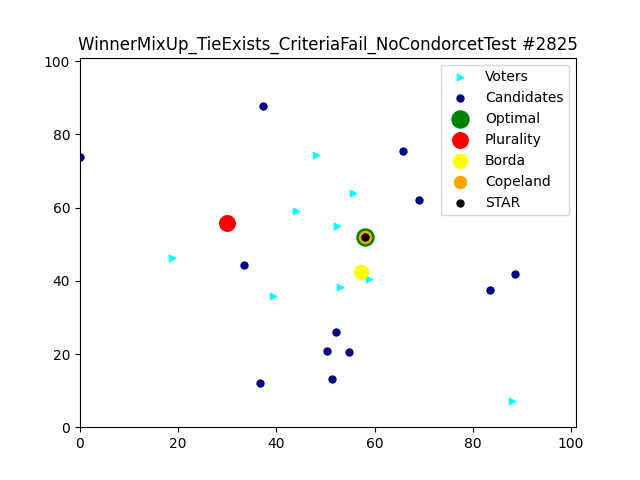 WinnerMixUp_TieExists_CriteriaFail_NoCondorcetTest #2825
100
80
60
40
20
0
0
20
40
60
80
100
Voters
Candidates
Optimal
Plurality
Borda
Copeland
STAR